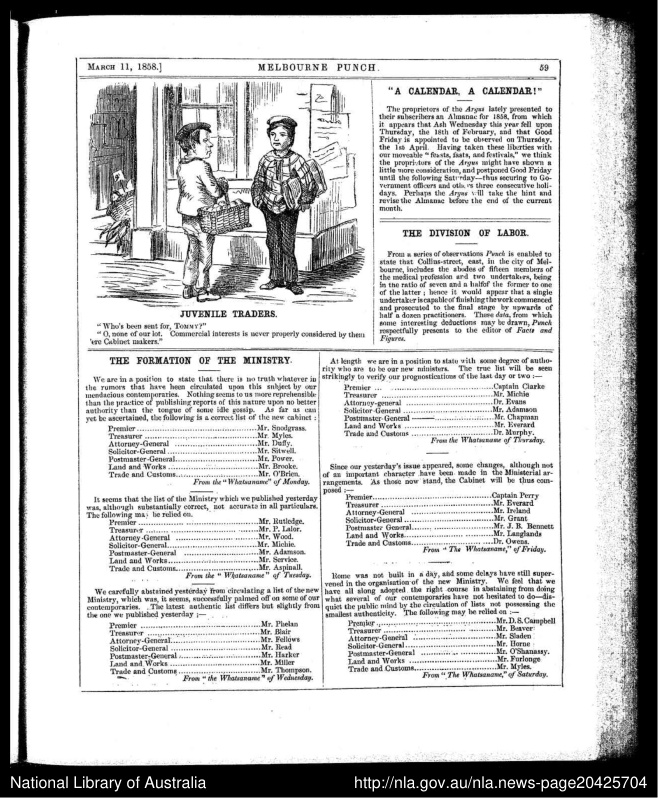 MARCH 11, 1858.] MELBOURNE PUNCH. 59
JUVENILE TRADERS.
" Who's been sent for, TOMMY?"
" O, none of our lot. Commercial interests is never properly considered by them
'ere Cabinet makers."
"A CALENDAR, A CALENDAR!"
The proprietors of the Argus lately presented to
their subscribers an Almanac for 1858, from which
it appears that Ash Wednesday this year fell upon
Thursday, the 18th of February, and that Good
Friday is appointed to be observed on Thursday,
the 1st April. Having taken these liberties with
our moveable " feasts, fasts, and festivals," we think
the proprietors of the Argus might have shown a
little more consideration, and postponed Good Friday
until the following Saturday—thus securing to Go-
vernment officers and others three consecutive holi-
days. Perhaps the Argus will take the hint and
revise the Almanac before the end of the current
month.
THE DIVISION OF LABOR.
From a series of observations Punch is enabled to
state that Collins-street, east, in the city of Mel-
bourne, includes the abodes of fifteen members of
the medical profession and two undertakers, being
in the ratio of seven and a half of the former to one
of the latter ; hence it would appear that a single
undertaker is capable of finishing the work commenced
and prosecuted to the final stage by upwards of
half a dozen practitioners. These data, from which
some interesting deductions may be drawn, Punch
respectfully presents to the editor of Facts and
Figures.
THE FORMATION OF THE MINISTRY.
We are in a position to state that there is no truth whatever in
the rumors that have been circulated upon this subject by our
mendacious contemporaries. Nothing seems to us more reprehensible
than the practice of publishing reports of this nature upon no better
authority than the tongue of some idle gossip. As far as can
yet be ascertained, the following is a correct list of the new cabinet :
Premier ....Mr. Snodgrass.
Treasurer ....Mr. Myles.
Attorney-General ....Mr. Duffy.
Solicitor-General ....Mr. Sitwell.
Postmaster-General....Mr. Power.
Land and Works ....Mr. Brooke.
Trade and Customs....Mr. O'Brien.
From the " Whatsaname" of Monday.
It seems that the list of the Ministry which we published yesterday
was, although substantially correct, not accurate in all particulars.
The following may be relied on.
Premier ....Mr. Rutledge.
Treasurer ....Mr. P. Lalor.
Attorney-General ....Mr. Wood.
Solicitor-General....Mr. Michie.
Postmaster-General ....Mr. Adamson.
Land and Works....Mr. Service.
Trade and Customs....Mr. Aspinall.
From the " Whatsaname" of Tuesday.
We carefully abstained yesterday from circulating a list of the new
Ministry, which was, it seems, successfully palmed off on some of our
contemporaries. The latest authentic list differs but slightly from
the one we published yesterday ;—
Premier ....Mr. Phelan
Treasurer ....Mr. Blair
Attorney-General....Mr. Fellows
Solicitor-General ....Mr. Read
Postmaster-General ....Mr. Harker
Land and Works ....Mr. Miller
Trade and Customs ....Mr. Thompson.
From " the Whatsaname" of Wednesday.
At length we are in a position to state with some degree of autho-
rity who are to be our new ministers. The true list will be seen
strikingly to verify our prognostications of the last day or two :—
Premier ....Captain Clarke
Treasurer ....Mr. Michie
Attorney-general ....Dr. Evans
Solicitor-General ....Mr. Adamson
Postmaster-General ....Mr. Chapman
Land and Works ....Mr. Everard
Trade and Customs ....Dr. Murphy.
From the Whatsaname of Thursday.
Since our yesterday's issue appeared, some changes, although not
of an important character have been made in the Ministerial ar-
rangements. As those now stand, the Cabinet will be thus com-
posed :—
Premier....Captain Perry
Treasurer ....Mr. Everard
Attorney-General ....Mr. Ireland
Solicitor-General ....Mr. Grant
Postmaster General....Mr. J. B. Bennett
Land and Works....Mr. Langlands
Trade and Customs....Dr. Owens.
From " The Whatsaname," of Friday.
Rome was not built in a day, and some delays have still super-
vened in the organisation of the new Ministry. We feel that we
have all along adopted the right course in abstaining from doing
what several of our contemporaries have not hesitated to do—dis-
quiet the public mind by the circulation of lists not possessing the
smallest authenticity. The following may be relied on :—
Premier ....Mr. D. S. Campbell
Treasurer ....Mr. Beaver
Attorney-General ....Mr. Sladen
Solicitor-General....Mr. Horne
Postmaster-General ....Mr. O'Shanassy.
Land and Works ....Mr. Furlonge
Trade and Customs....Mr. Myles.
From " The Whatsaname," of Saturday.
National Library of Australia http://nla.gov.au/nla.news-page20425704